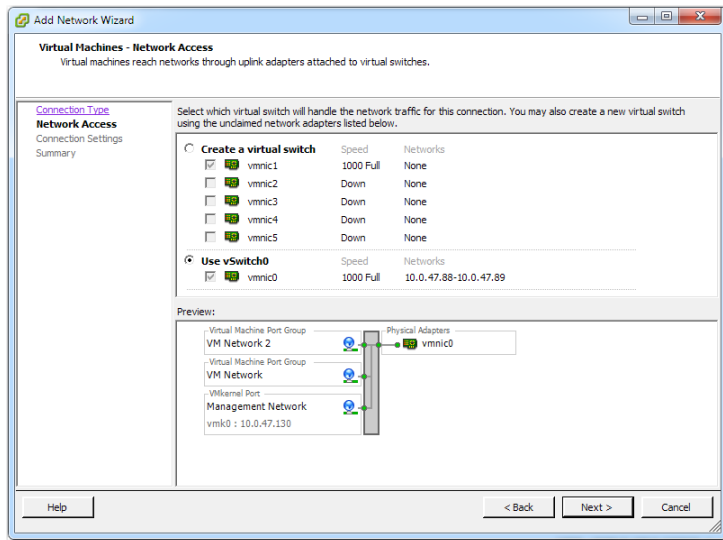 Add Network Wizard
Virtual Machines - Network Access
Virtual machines reach networks through uplink adapters attached to virtual switches.
Connection Type
Network Access
Connection Settings
Summary
Select which virtual switch will handle the network traffic for this connection. You may also create a new virtual switch
using the unclaimed network adapters listed below.
Create a virtual switch Speed Networks
vmnic1 1000 Full None
vmnic2 Down None
vmnic3 Down None
vmnic4 Down None
vmnic5 Down None
Use vSwitch0 Speed Networks
vmnic0 1000 Full 10.0.47.88-10.0.47.89
Preview:
Virtual Machine Port Group Physical Adapters
VM Network 2 vmnic0
Virtual Machine Port Group
VM Network
VMkernel Port
Management Network
vmk0 : 10.0.47.130
Help < Back Next > Cancel